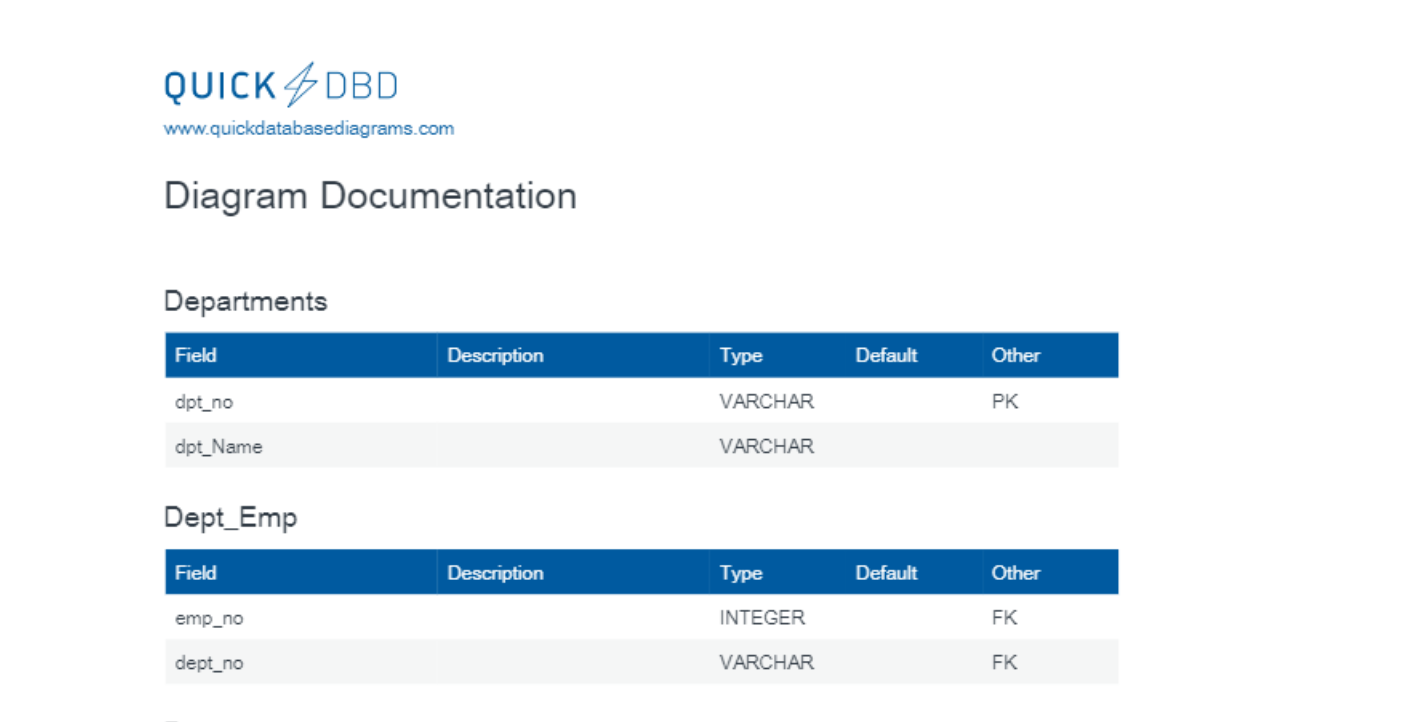 QUICK DBD
www.quickdatabasediagrams.com
Diagram Documentation
Departments
Field Description Type Default Other
dpt_no VARCHAR PK
dpt_Name VARCHAR
Dept_Emp
Field Description Type Default Other
emp_no INTEGER FK
dept_no VARCHAR FK